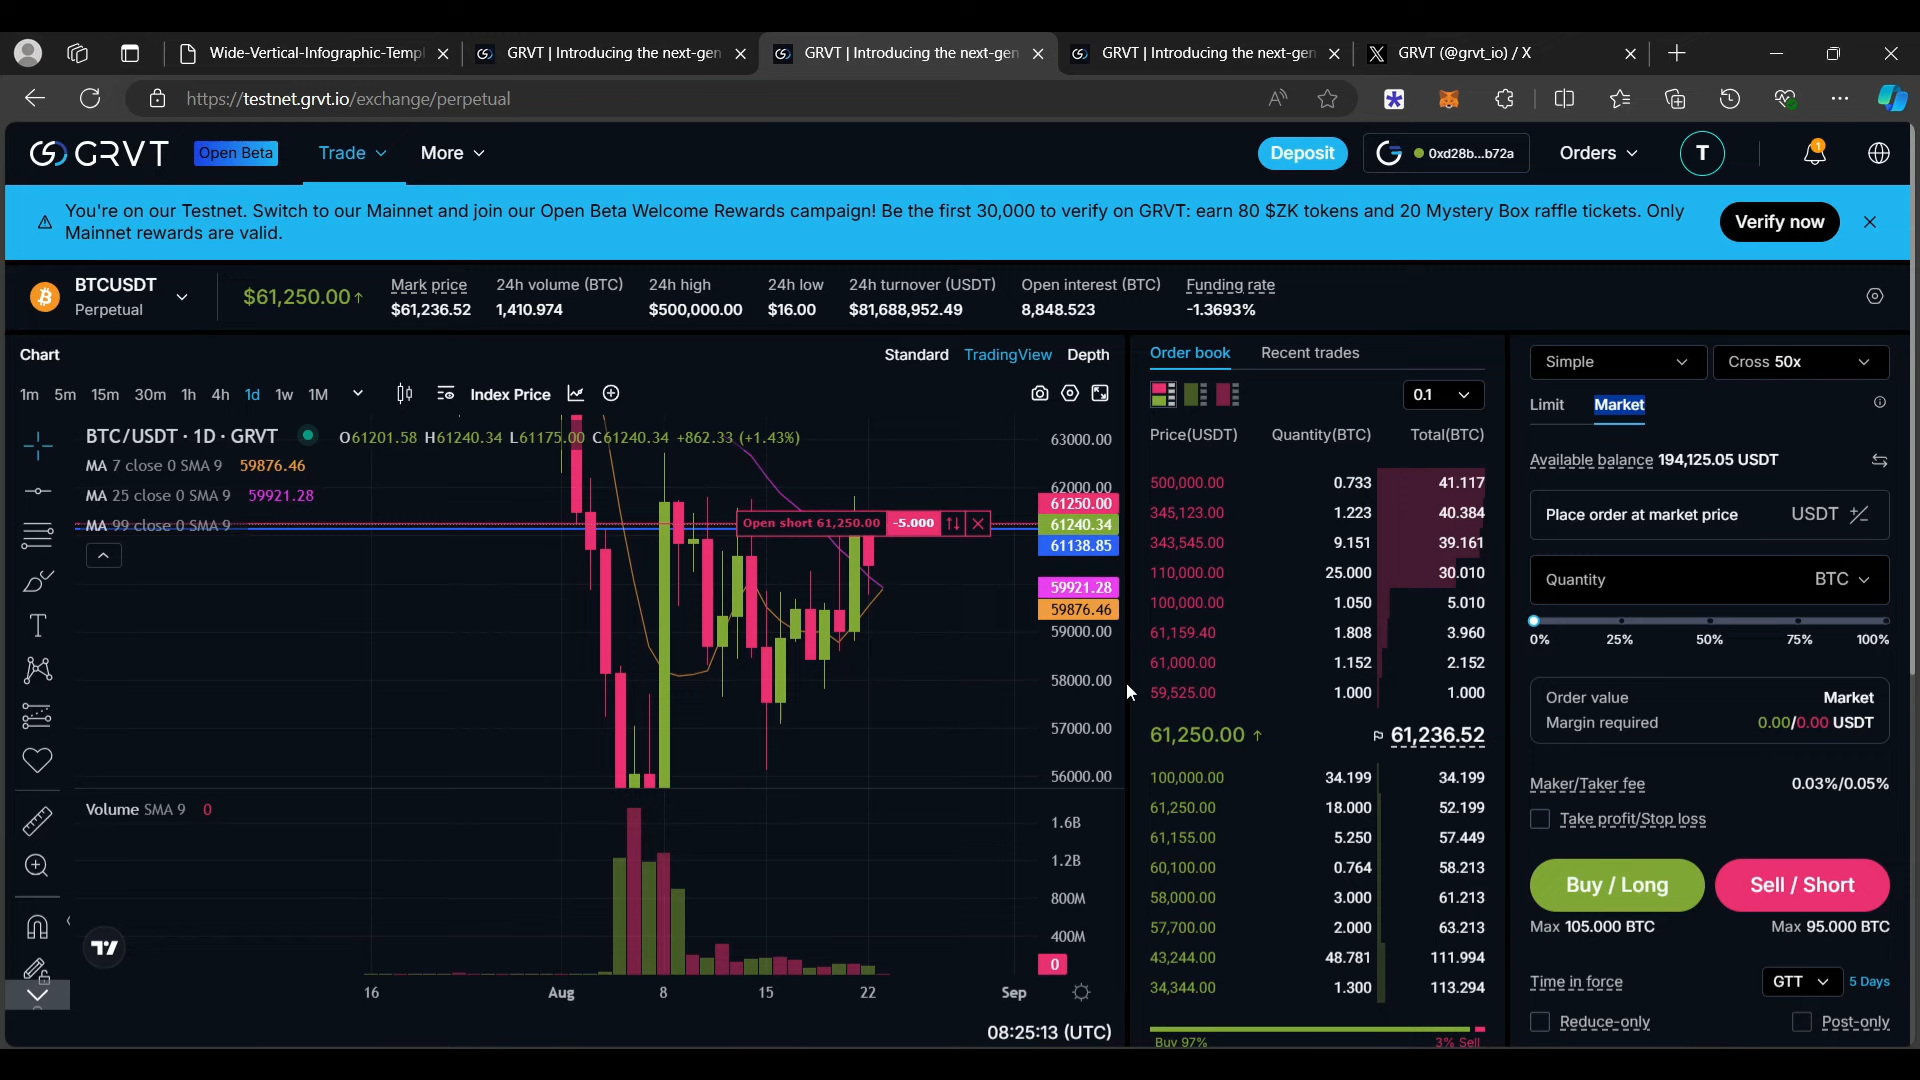 Wide-Vertical-Infographic-Templ
GRVT | Introducing the next-gen
GRVT | Introducing the next-gen
GRVT | Introducing the next-gen
GRVT (@grvt_io) / X
https://testnet.grvt.io/exchange/perpetual
GRVT
Open Beta
Trade
More
Deposit
0xd28b...b72a
Orders
T
1
You're on our Testnet. Switch to our Mainnet and join our Open Beta Welcome Rewards campaign! Be the first 30,000 to verify on GRVT: earn 80 $ZK tokens and 20 Mystery Box raffle tickets. Only
Mainnet rewards are valid.
Verify now
BTCUSDT
Perpetual
$61,250.00↑
Mark price
$61,236.52
24h volume (BTC)
1,410.974
24h high
$500,000.00
24h low
$16.00
24h turnover (USDT)
$81,688,952.49
Open interest (BTC)
8,848.523
Funding rate
-1.3693%
Chart
Standard TradingView Depth
1m 5m 15m 30m 1h 4h 1d 1w 1M
Index Price
BTC/USDT · 1D · GRVT
O61201.58 H61240.34 L61175.00 C61240.34 +862.33 (+1.43%)
MA 7 close 0 SMA 9 59876.46
MA 25 close 0 SMA 9 59921.28
MA 99 close 0 SMA 9
Open short 61,250.00 -5.000
63000.00
62000.00
61250.00
61240.34
61138.85
59921.28
59876.46
59000.00
58000.00
57000.00
56000.00
Volume SMA 9 0
1.6B
1.2B
800M
400M
0
16 Aug 8 15 22 Sep
08:25:13 (UTC)
Order book
Recent trades
0.1
Price(USDT) Quantity(BTC) Total(BTC)
500,000.00 0.733 41.117
345,123.00 1.223 40.384
343,545.00 9.151 39.161
110,000.00 25.000 30.010
100,000.00 1.050 5.010
61,159.40 1.808 3.960
61,000.00 1.152 2.152
59,525.00 1.000 1.000
61,250.00 ↑ 61,236.52
100,000.00 34.199 34.199
61,250.00 18.000 52.199
61,155.00 5.250 57.449
60,100.00 0.764 58.213
58,000.00 3.000 61.213
57,700.00 2.000 63.213
43,244.00 48.781 111.994
34,344.00 1.300 113.294
Buy 97% 3% Sell
Simple
Cross 50x
Limit
Market
Available balance 194,125.05 USDT
Place order at market price USDT
Quantity BTC
0% 25% 50% 75% 100%
Order value Market
Margin required 0.00/0.00 USDT
Maker/Taker fee 0.03%/0.05%
Take profit/Stop loss
Buy / Long
Sell / Short
Max 105.000 BTC
Max 95.000 BTC
Time in force GTT 5 Days
Reduce-only
Post-only